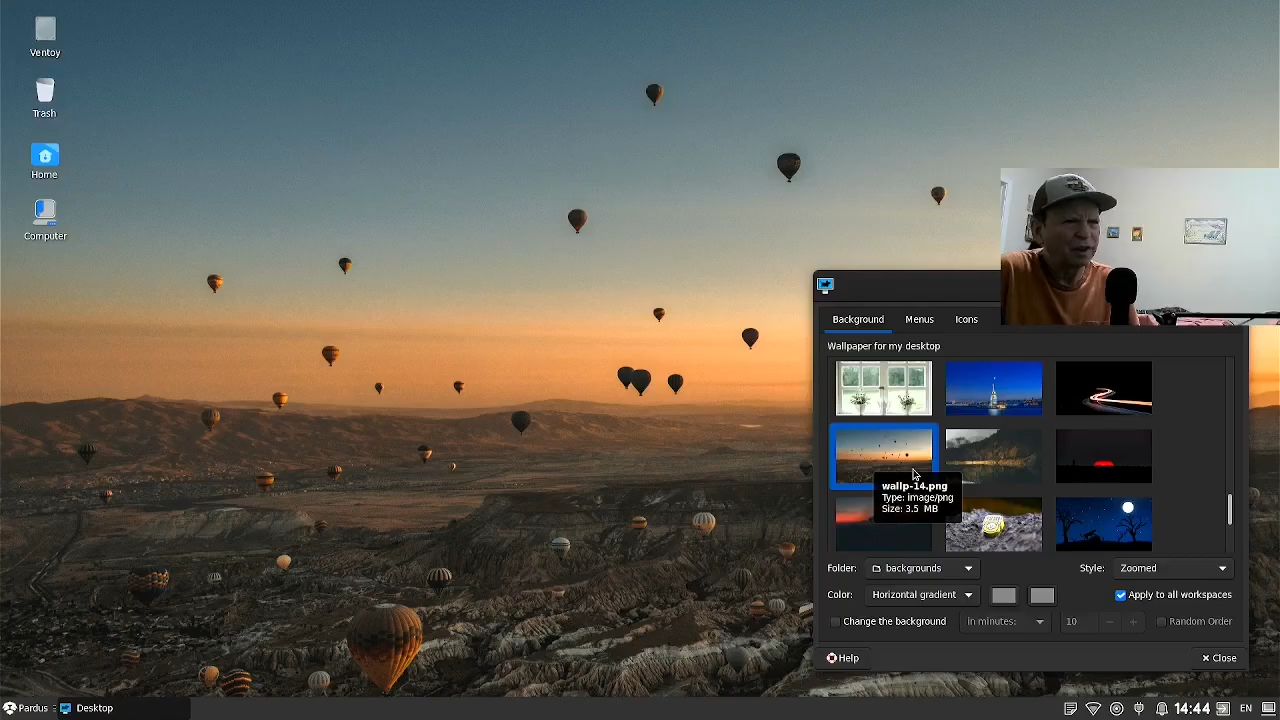 Ventoy
Trash
Home
Computer
Background Menus Icons
Wallpaper for my desktop
wallp-14.png
Type: image/png
Size: 3.5 MB
Folder: backgrounds Style: Zoomed
Color: Horizontal gradient Apply to all workspaces
Change the background in minutes: 10 Random Order
Help Close
Pardus Desktop 14:44 EN